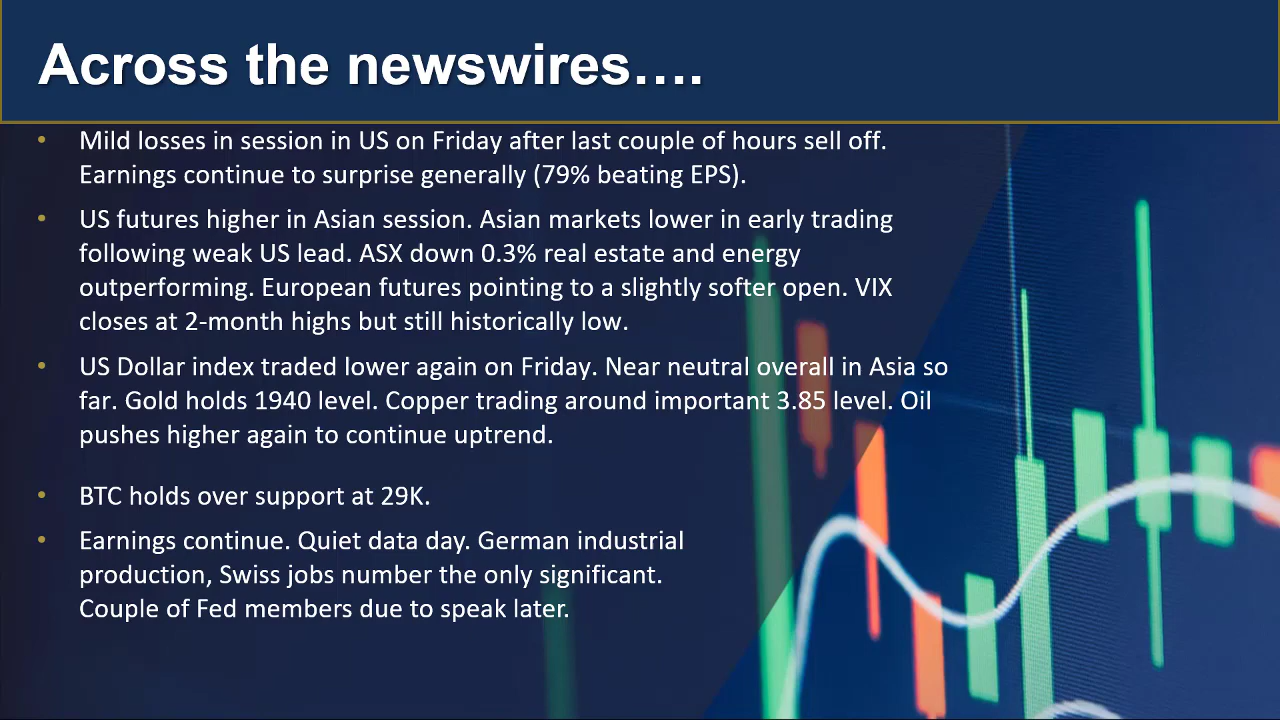 Across the newswires….
• Mild losses in session in US on Friday after last couple of hours sell off.
Earnings continue to surprise generally (79% beating EPS).
• US futures higher in Asian session. Asian markets lower in early trading
following weak US lead. ASX down 0.3% real estate and energy
outperforming. European futures pointing to a slightly softer open. VIX
closes at 2-month highs but still historically low.
• US Dollar index traded lower again on Friday. Near neutral overall in Asia so
far. Gold holds 1940 level. Copper trading around important 3.85 level. Oil
pushes higher again to continue uptrend.
• BTC holds over support at 29K.
• Earnings continue. Quiet data day. German industrial
production, Swiss jobs number the only significant.
Couple of Fed members due to speak later.